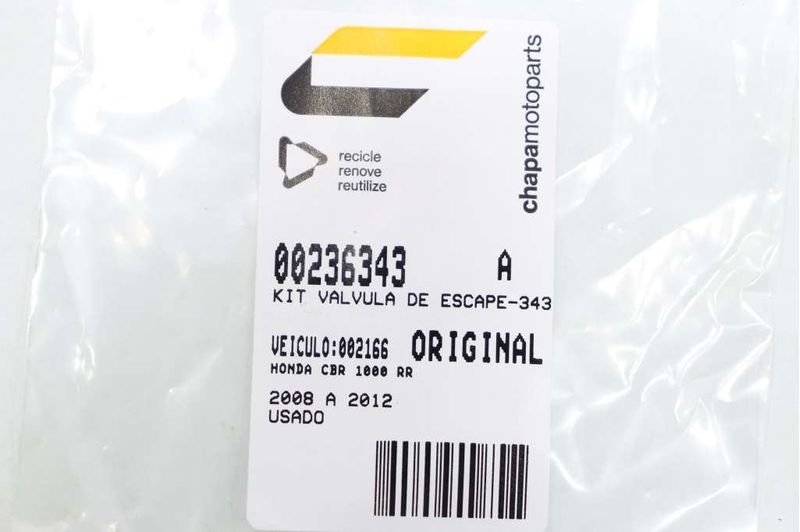 chapamotoparts
recicle
renove
reutilize
00236343 A
KIT VALVULA DE ESCAPE-343
VEICULO:002166 ORIGINAL
HONDA CBR 1000 RR
2008 A 2012
USADO